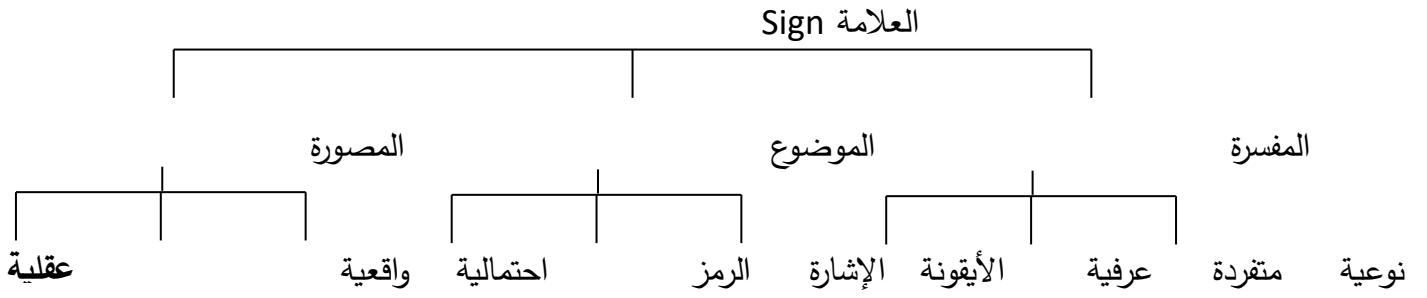 العلامة Sign
المفسرة الموضوع المصورة
نوعية متفردة عرفية الأيقونة الإشارة الرمز احتمالية واقعية عقلية